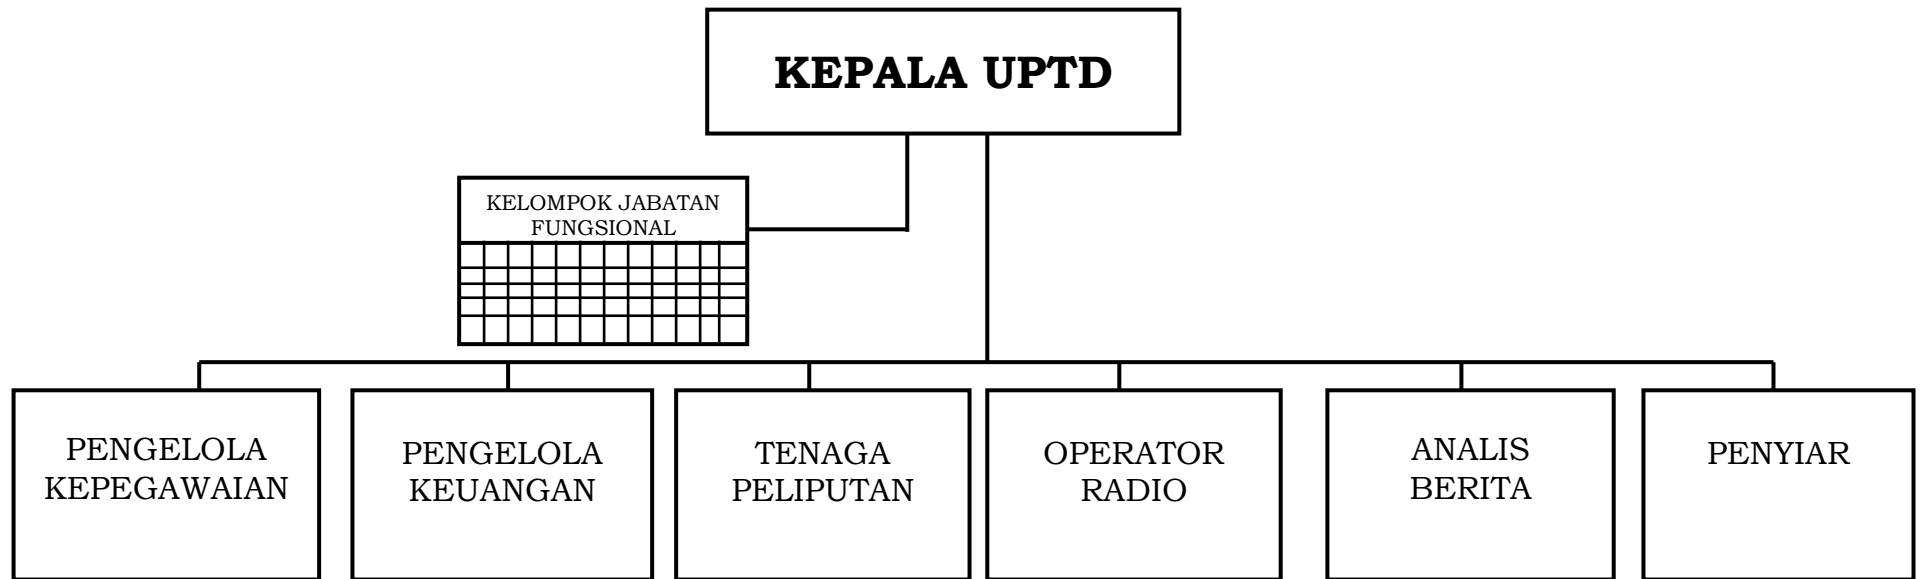 KEPALA UPTD
KELOMPOK JABATAN
FUNGSIONAL
PENGELOLA
KEPEGAWAIAN
PENGELOLA
KEUANGAN
TENAGA
PELIPUTAN
OPERATOR
RADIO
ANALIS
BERITA
PENYIAR